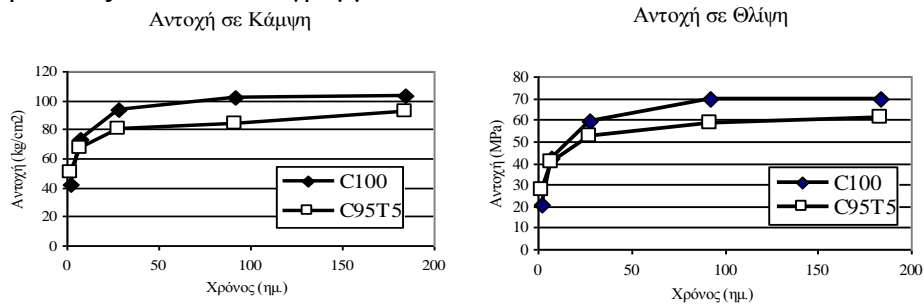 Αντοχή σε Κάμψη
120
100
80
60
40
20
0
0 50 100 150 200
Αντοχή (kg/cm2)
Χρόνος (ημ.)
C100
C95T5
Αντοχή σε Θλίψη
80
70
60
50
40
30
20
10
0
0 50 100 150 200
Αντοχή (MPa)
Χρόνος (ημ.)
C100
C95T5